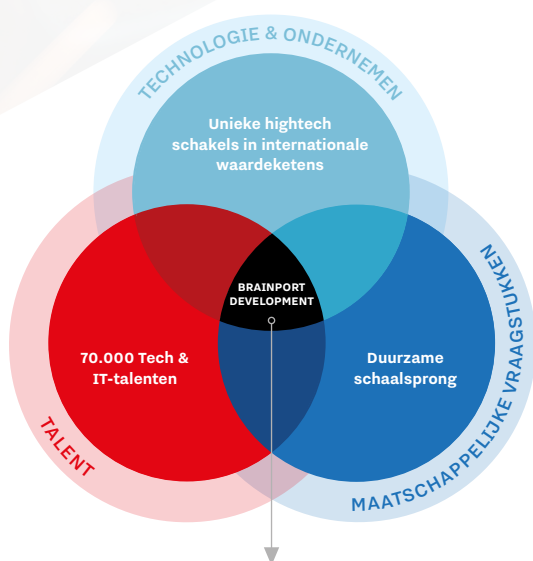 TECHNOLOGIE & ONDERNEMEN
Unieke hightech
schakels in internationale
waardeketens
BRAINPORT
DEVELOPMENT
70.000 Tech &
IT-talenten
Duurzame
schaalsprong
TALENT
MAATSCHAPPELIJKE VRAAGSTUKKEN